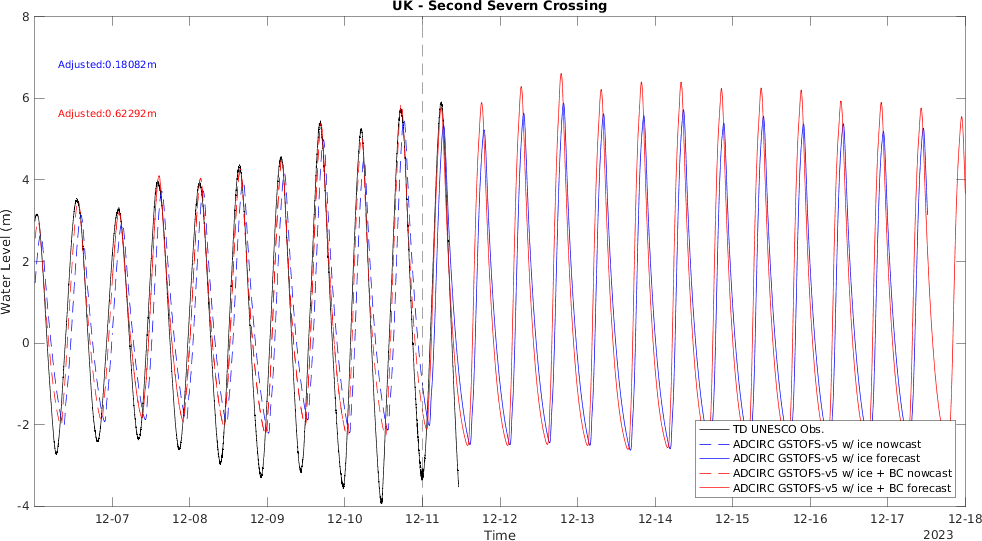 UK - Second Severn Crossing
8
6
4
2
0
-2
-4
Water Level (m)
Adjusted:0.18082m
Adjusted:0.62292m
TD UNESCO Obs.
ADCIRC GSTOFS-v5 w/ ice nowcast
ADCIRC GSTOFS-v5 w/ ice forecast
ADCIRC GSTOFS-v5 w/ ice + BC nowcast
ADCIRC GSTOFS-v5 w/ ice + BC forecast
12-07 12-08 12-09 12-10 12-11 12-12 12-13 12-14 12-15 12-16 12-17 12-18
Time
2023